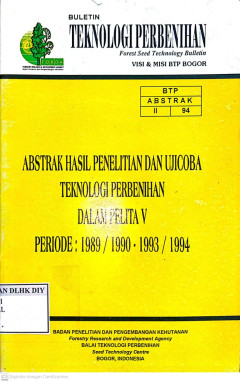 BULETIN
TEKNOLOGI PERBENIHAN
Forest Seed Technology Bulletin
VISI & MISI BTP BOGOR
BTP
ABSTRAK
II 94
ABSTRAK HASIL PENELITIAN DAN UJICOBA
TEKNOLOGI PERBENIHAN
DALAM PELITA V
PERIODE : 1989 / 1990 - 1993 / 1994
AN DLHK DIY
BADAN PENELITIAN DAN PENGEMBANGAN KEHUTANAN
Forestry Research and Development Agency
BALAI TEKNOLOGI PERBENIHAN
Seed Technology Centre
BOGOR, INDONESIA